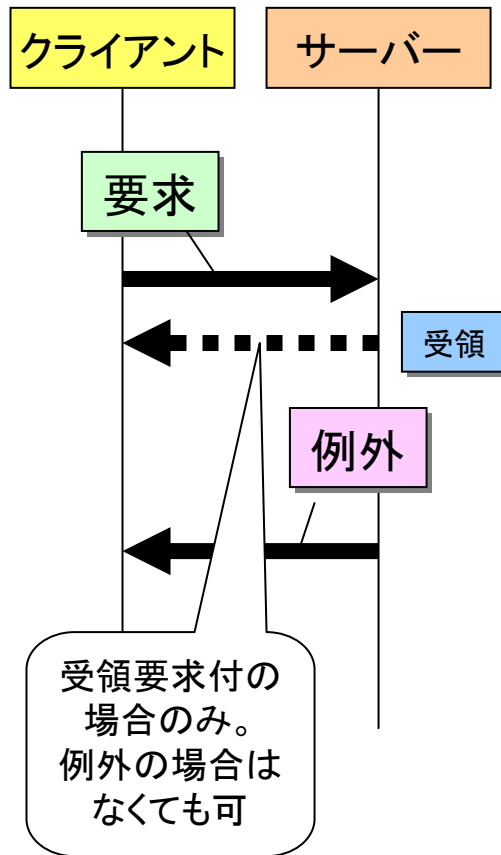 クライアント
サーバー
要求
受領
例外
受領要求付の
場合のみ。
例外の場合は
なくても可